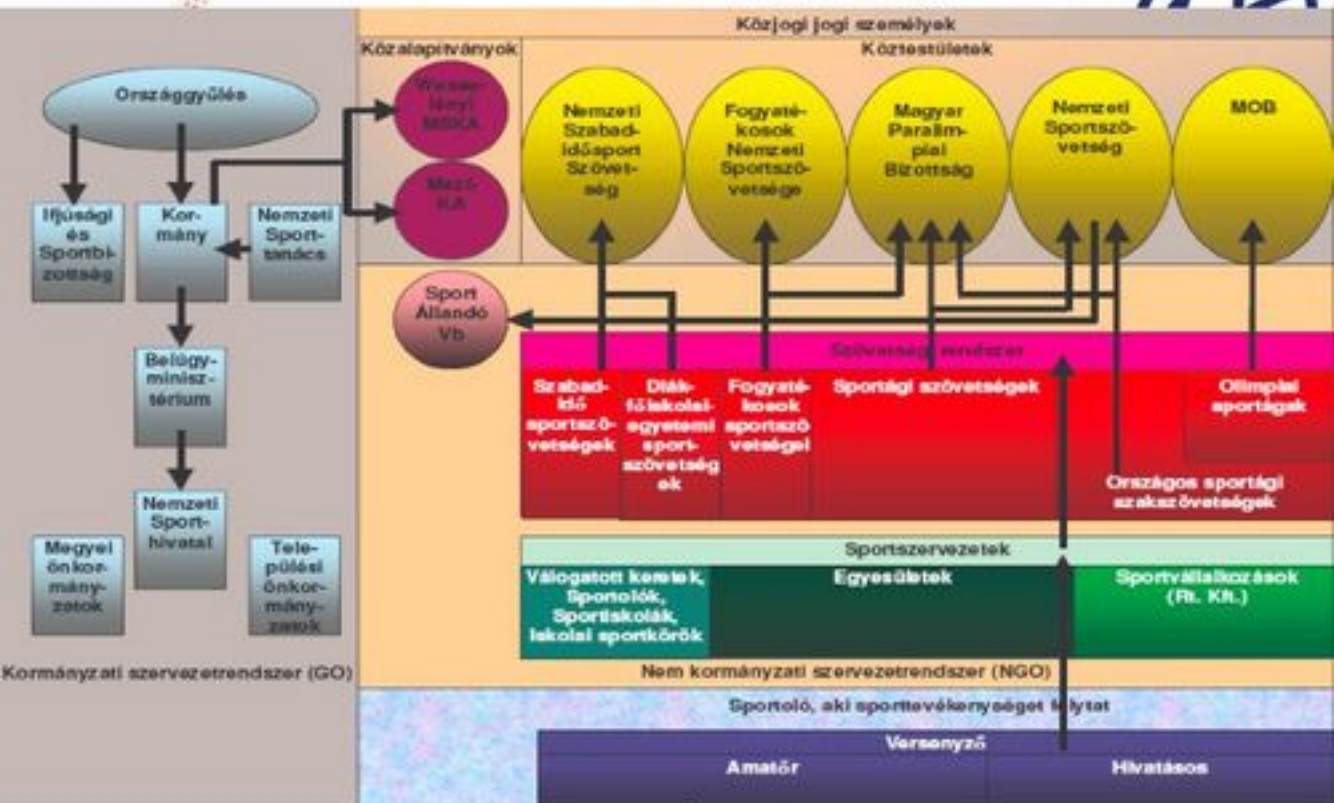 Közjogi jogi személyek
Közalapítványok
Köztestületek
Országgyűlés
Wesse-
lényi
Mező-
KA
Nemzeti
Szabad-
idősport
Szövet-
ség
Fogyaté-
kosok
Nemzeti
Sportszö-
vetsége
Magyar
Paralim-
piai
Bizottság
Nemzeti
Sportszö-
vetség
MOB
Ifjúsági
és
Sportbi-
zottság
Kor-
mány
Nemzeti
Sport-
tanács
Sport
Állandó
Vb
Belügy-
minisz-
térium
Nemzeti
Sport-
hivatal
Megyei
önkor-
mány-
zatok
Tele-
pülési
önkor-
mány-
zatok
Kormányzati szervezetrendszer (GO)
Szövetségi rendszer
Szabad-
idő
sportszö-
vetségek
Diák-
főiskolai-
egyetemi
sport-
szövetség
ek
Fogyaté-
kosok
sportszö
vetségei
Sportági szövetségek
Olimpiai
sportágak
Országos sportági
szakszövetségek
Sportszervezetek
Válogatott keretek,
Sportolók,
Sportiskolák,
Iskolai sportkörök
Egyesületek
Sportvállalkozások
(Rt. Kft.)
Nem kormányzati szervezetrendszer (NGO)
Sportoló, aki sporttevékenységet folytat
Versenyző
Amatőr
Hivatásos